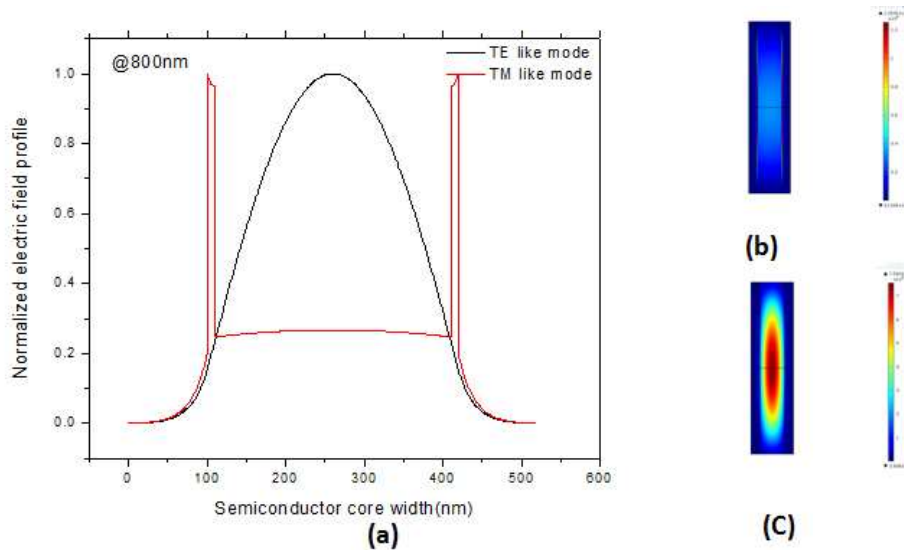 @800nm
TE like mode
TM like mode
1.0
0.8
0.6
0.4
0.2
0.0
Normalized electric field profile
0 100 200 300 400 500 600
Semiconductor core width(nm)
(a)
(b)
(C)